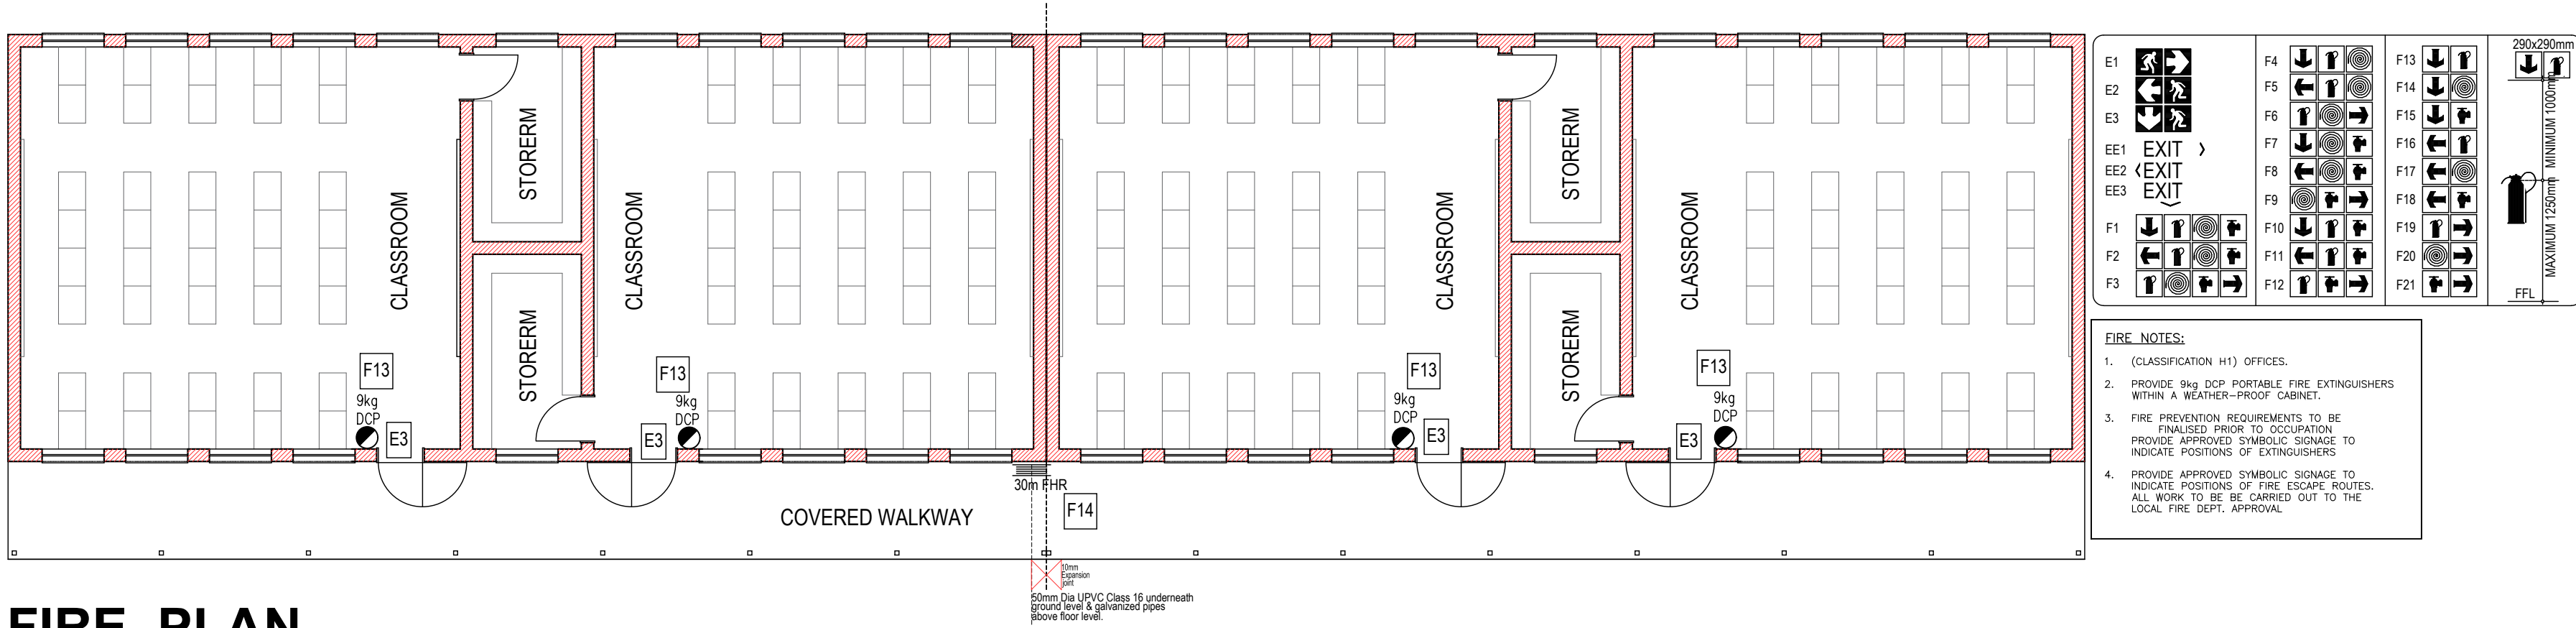 STORERM
STORERM
CLASSROOM
CLASSROOM
CLASSROOM
CLASSROOM
STORERM
STORERM
F13
9kg
DCP
E3
F13
9kg
DCP
E3
F13
9kg
DCP
E3
F13
9kg
DCP
E3
30m FHR
F14
COVERED WALKWAY
10mm
Expansion
joint
50mm Dia UPVC Class 16 underneath
ground level & galvanized pipes
above floor level.
FIRE PLAN
E1
E2
E3
EE1 EXIT
EE2 EXIT
EE3 EXIT
F1
F2
F3
F4
F5
F6
F7
F8
F9
F10
F11
F12
F13
F14
F15
F16
F17
F18
F19
F20
F21
290x290mm
MINIMUM 1000mm
MAXIMUM 1250mm
FFL
FIRE NOTES:
1. (CLASSIFICATION H1) OFFICES.
2. PROVIDE 9kg DCP PORTABLE FIRE EXTINGUISHERS
WITHIN A WEATHER-PROOF CABINET.
3. FIRE PREVENTION REQUIREMENTS TO BE
FINALISED PRIOR TO OCCUPATION
PROVIDE APPROVED SYMBOLIC SIGNAGE TO
INDICATE POSITIONS OF EXTINGUISHERS
4. PROVIDE APPROVED SYMBOLIC SIGNAGE TO
INDICATE POSITIONS OF FIRE ESCAPE ROUTES.
ALL WORK TO BE BE CARRIED OUT TO THE
LOCAL FIRE DEPT. APPROVAL